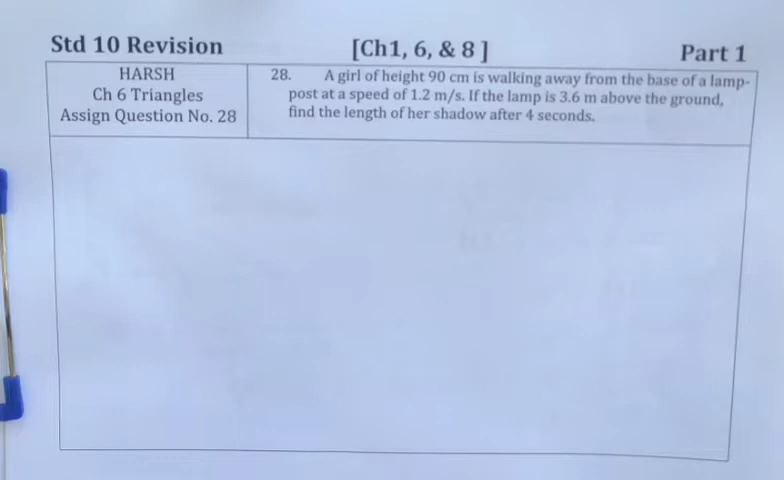 Std 10 Revision [Ch1, 6, & 8 ] Part 1
HARSH
Ch 6 Triangles
Assign Question No. 28
28. A girl of height 90 cm is walking away from the base of a lamp-
post at a speed of 1.2 m/s. If the lamp is 3.6 m above the ground,
find the length of her shadow after 4 seconds.